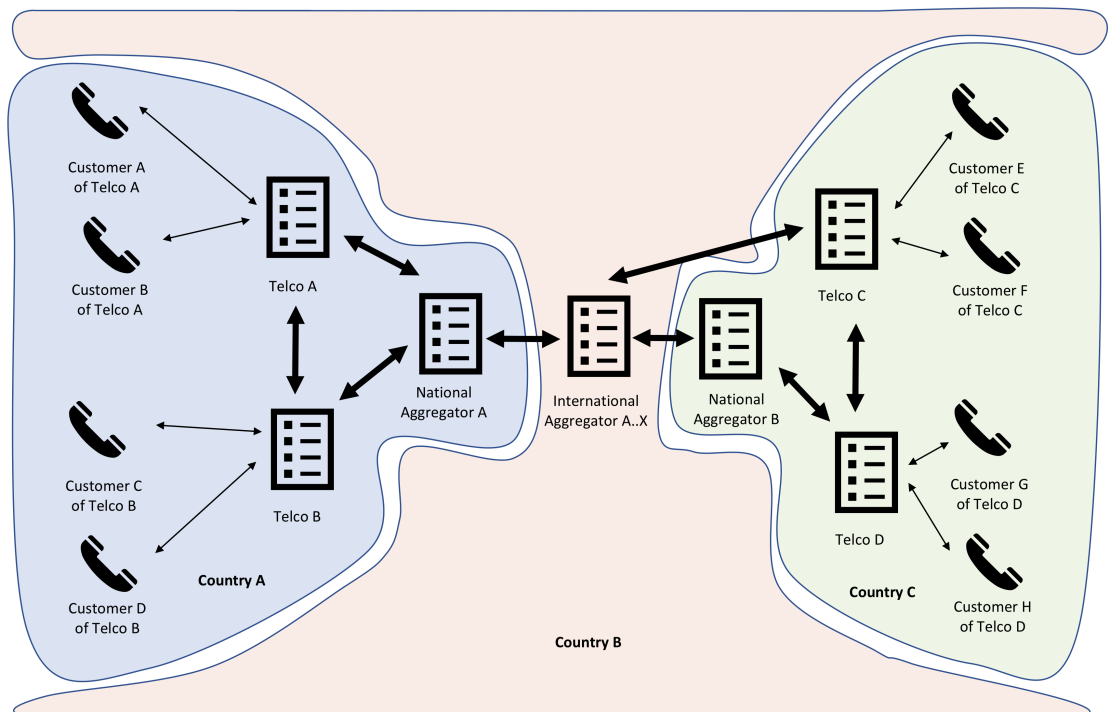 Customer A
of Telco A
Customer B
of Telco A
Telco A
National
Aggregator A
Customer C
of Telco B
Telco B
Customer D
of Telco B
Country A
International
Aggregator A..X
Country B
Customer E
of Telco C
Customer F
of Telco C
Telco C
National
Aggregator B
Customer G
of Telco D
Telco D
Customer H
of Telco D
Country C